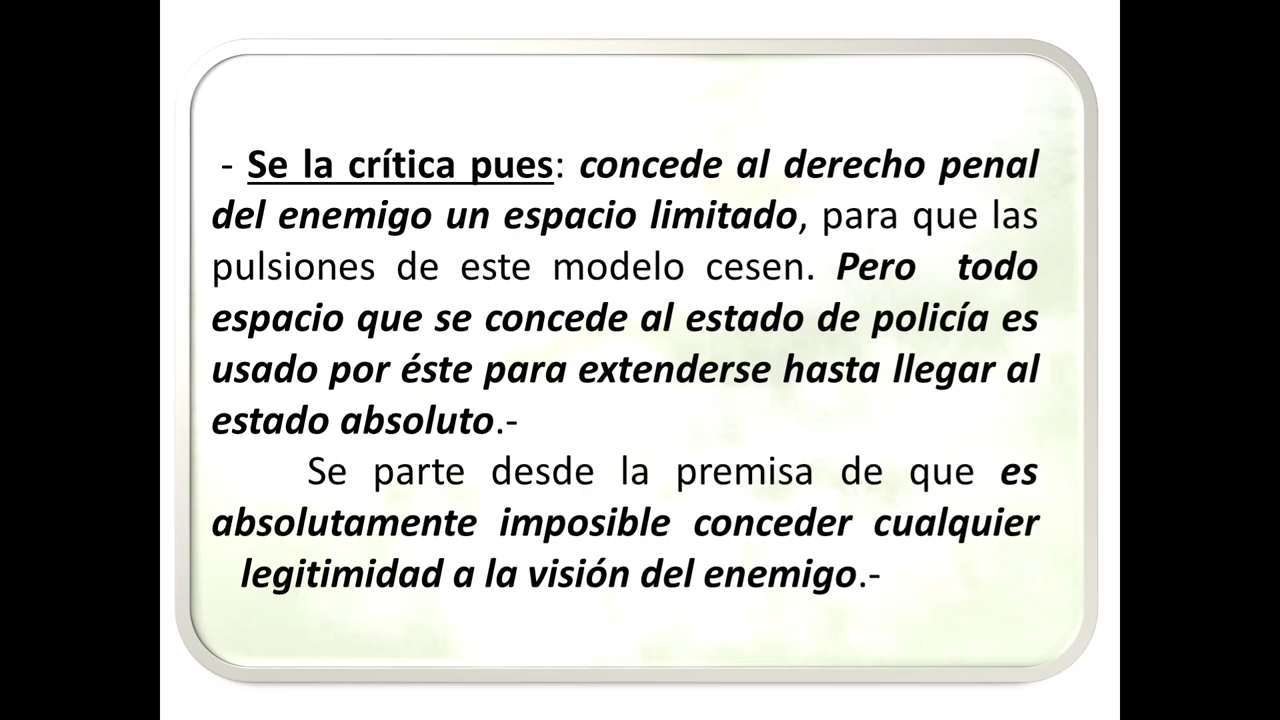 - Se la crítica pues: concede al derecho penal
del enemigo un espacio limitado, para que las
pulsiones de este modelo cesen. Pero todo
espacio que se concede al estado de policía es
usado por éste para extenderse hasta llegar al
estado absoluto.-
Se parte desde la premisa de que es
absolutamente imposible conceder cualquier
legitimidad a la visión del enemigo.-